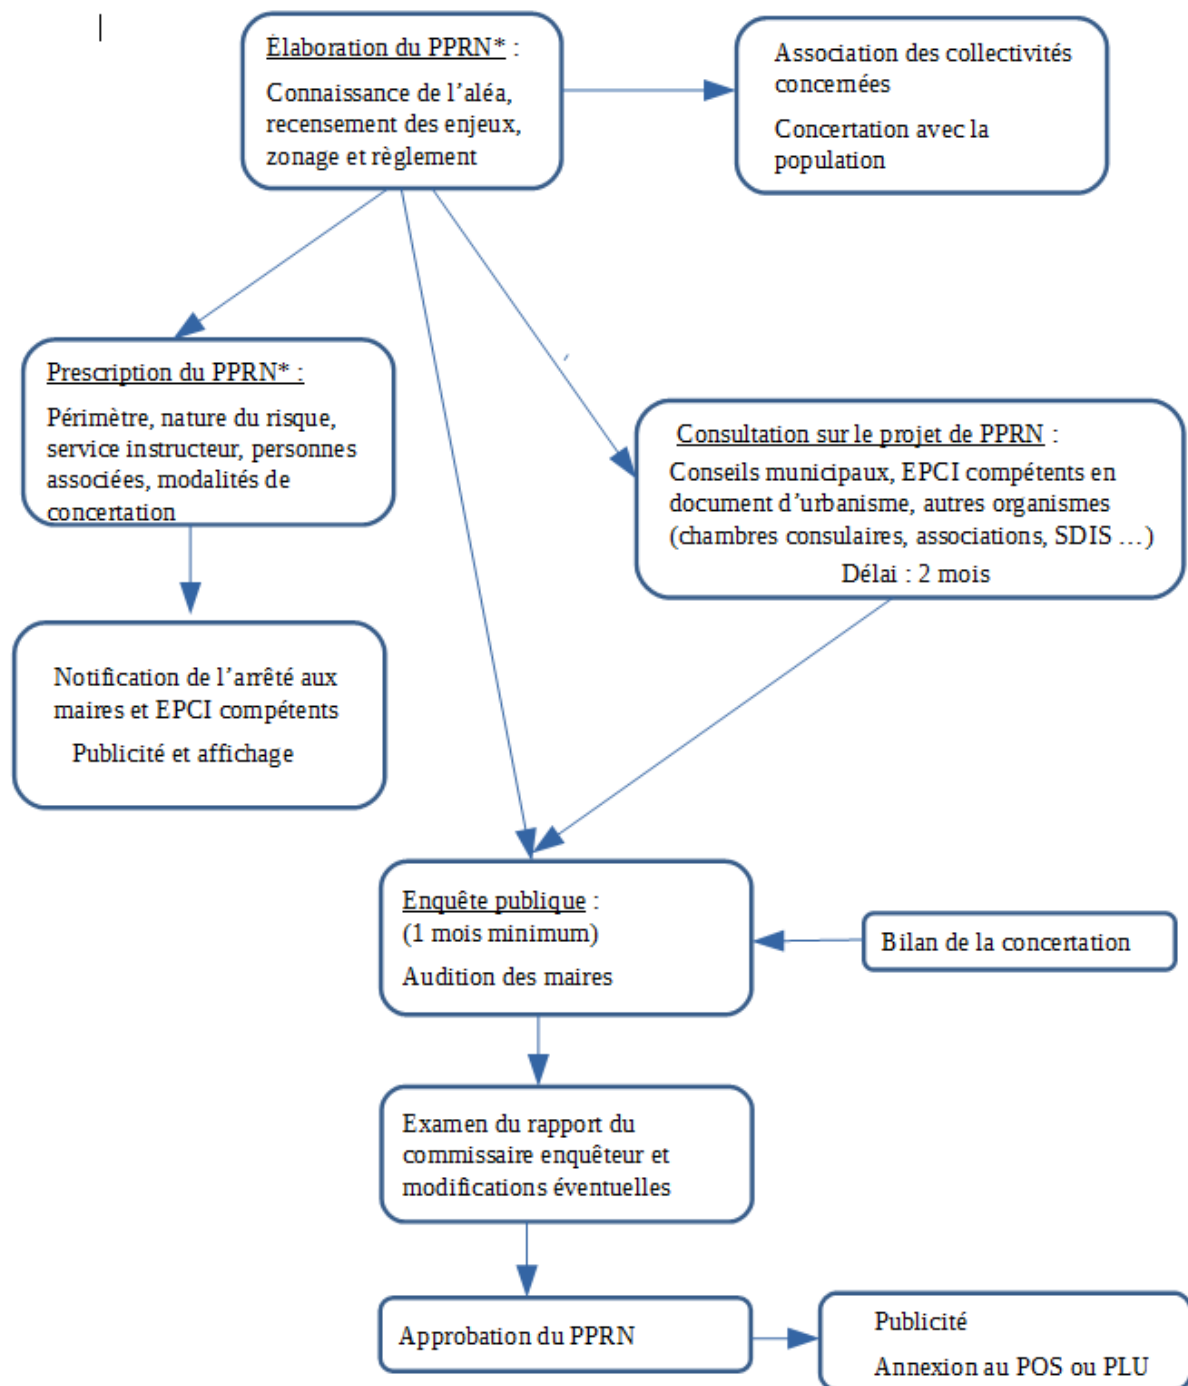 Élaboration du PPRN* :
Connaissance de l’aléa,
recensement des enjeux,
zonage et règlement
Association des collectivités
concernées
Concertation avec la
population
Prescription du PPRN* :
Périmètre, nature du risque,
service instructeur, personnes
associées, modalités de
concertation
Consultation sur le projet de PPRN :
Conseils municipaux, EPCI compétents en
document d’urbanisme, autres organismes
(chambres consulaires, associations, SDIS …)
Délai : 2 mois
Notification de l’arrêté aux
maires et EPCI compétents
Publicité et affichage
Enquête publique :
(1 mois minimum)
Audition des maires
Bilan de la concertation
Examen du rapport du
commissaire enquêteur et
modifications éventuelles
Approbation du PPRN
Publicité
Annexion au POS ou PLU